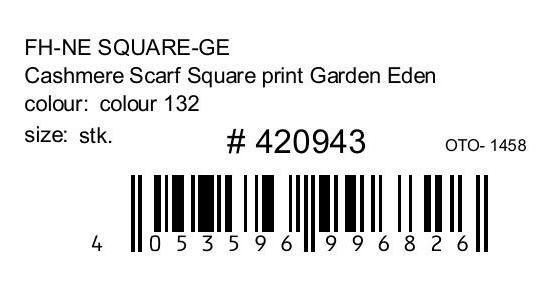 FH-NE SQUARE-GE
Cashmere Scarf Square print Garden Eden
colour: colour 132
size: stk.
# 420943
OTO- 1458
4 053596 996826